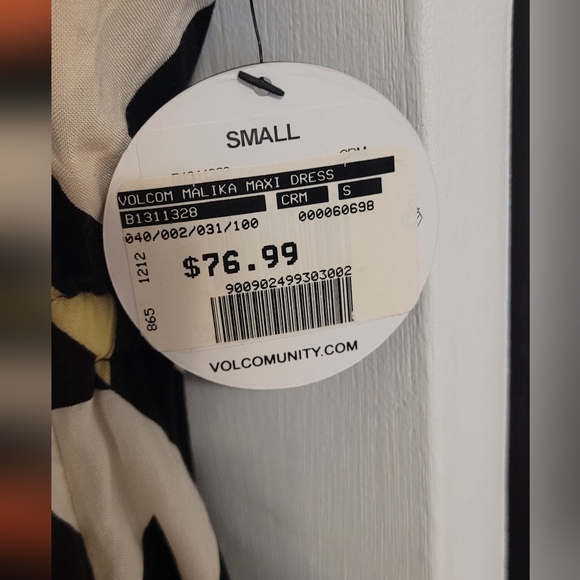 SMALL
VOLCOM MALIKA MAXI DRESS
B1311328 CRM S
040/002/031/100 000060698
$76.99
865 1212
900902499303002
VOLCOMUNITY.COM